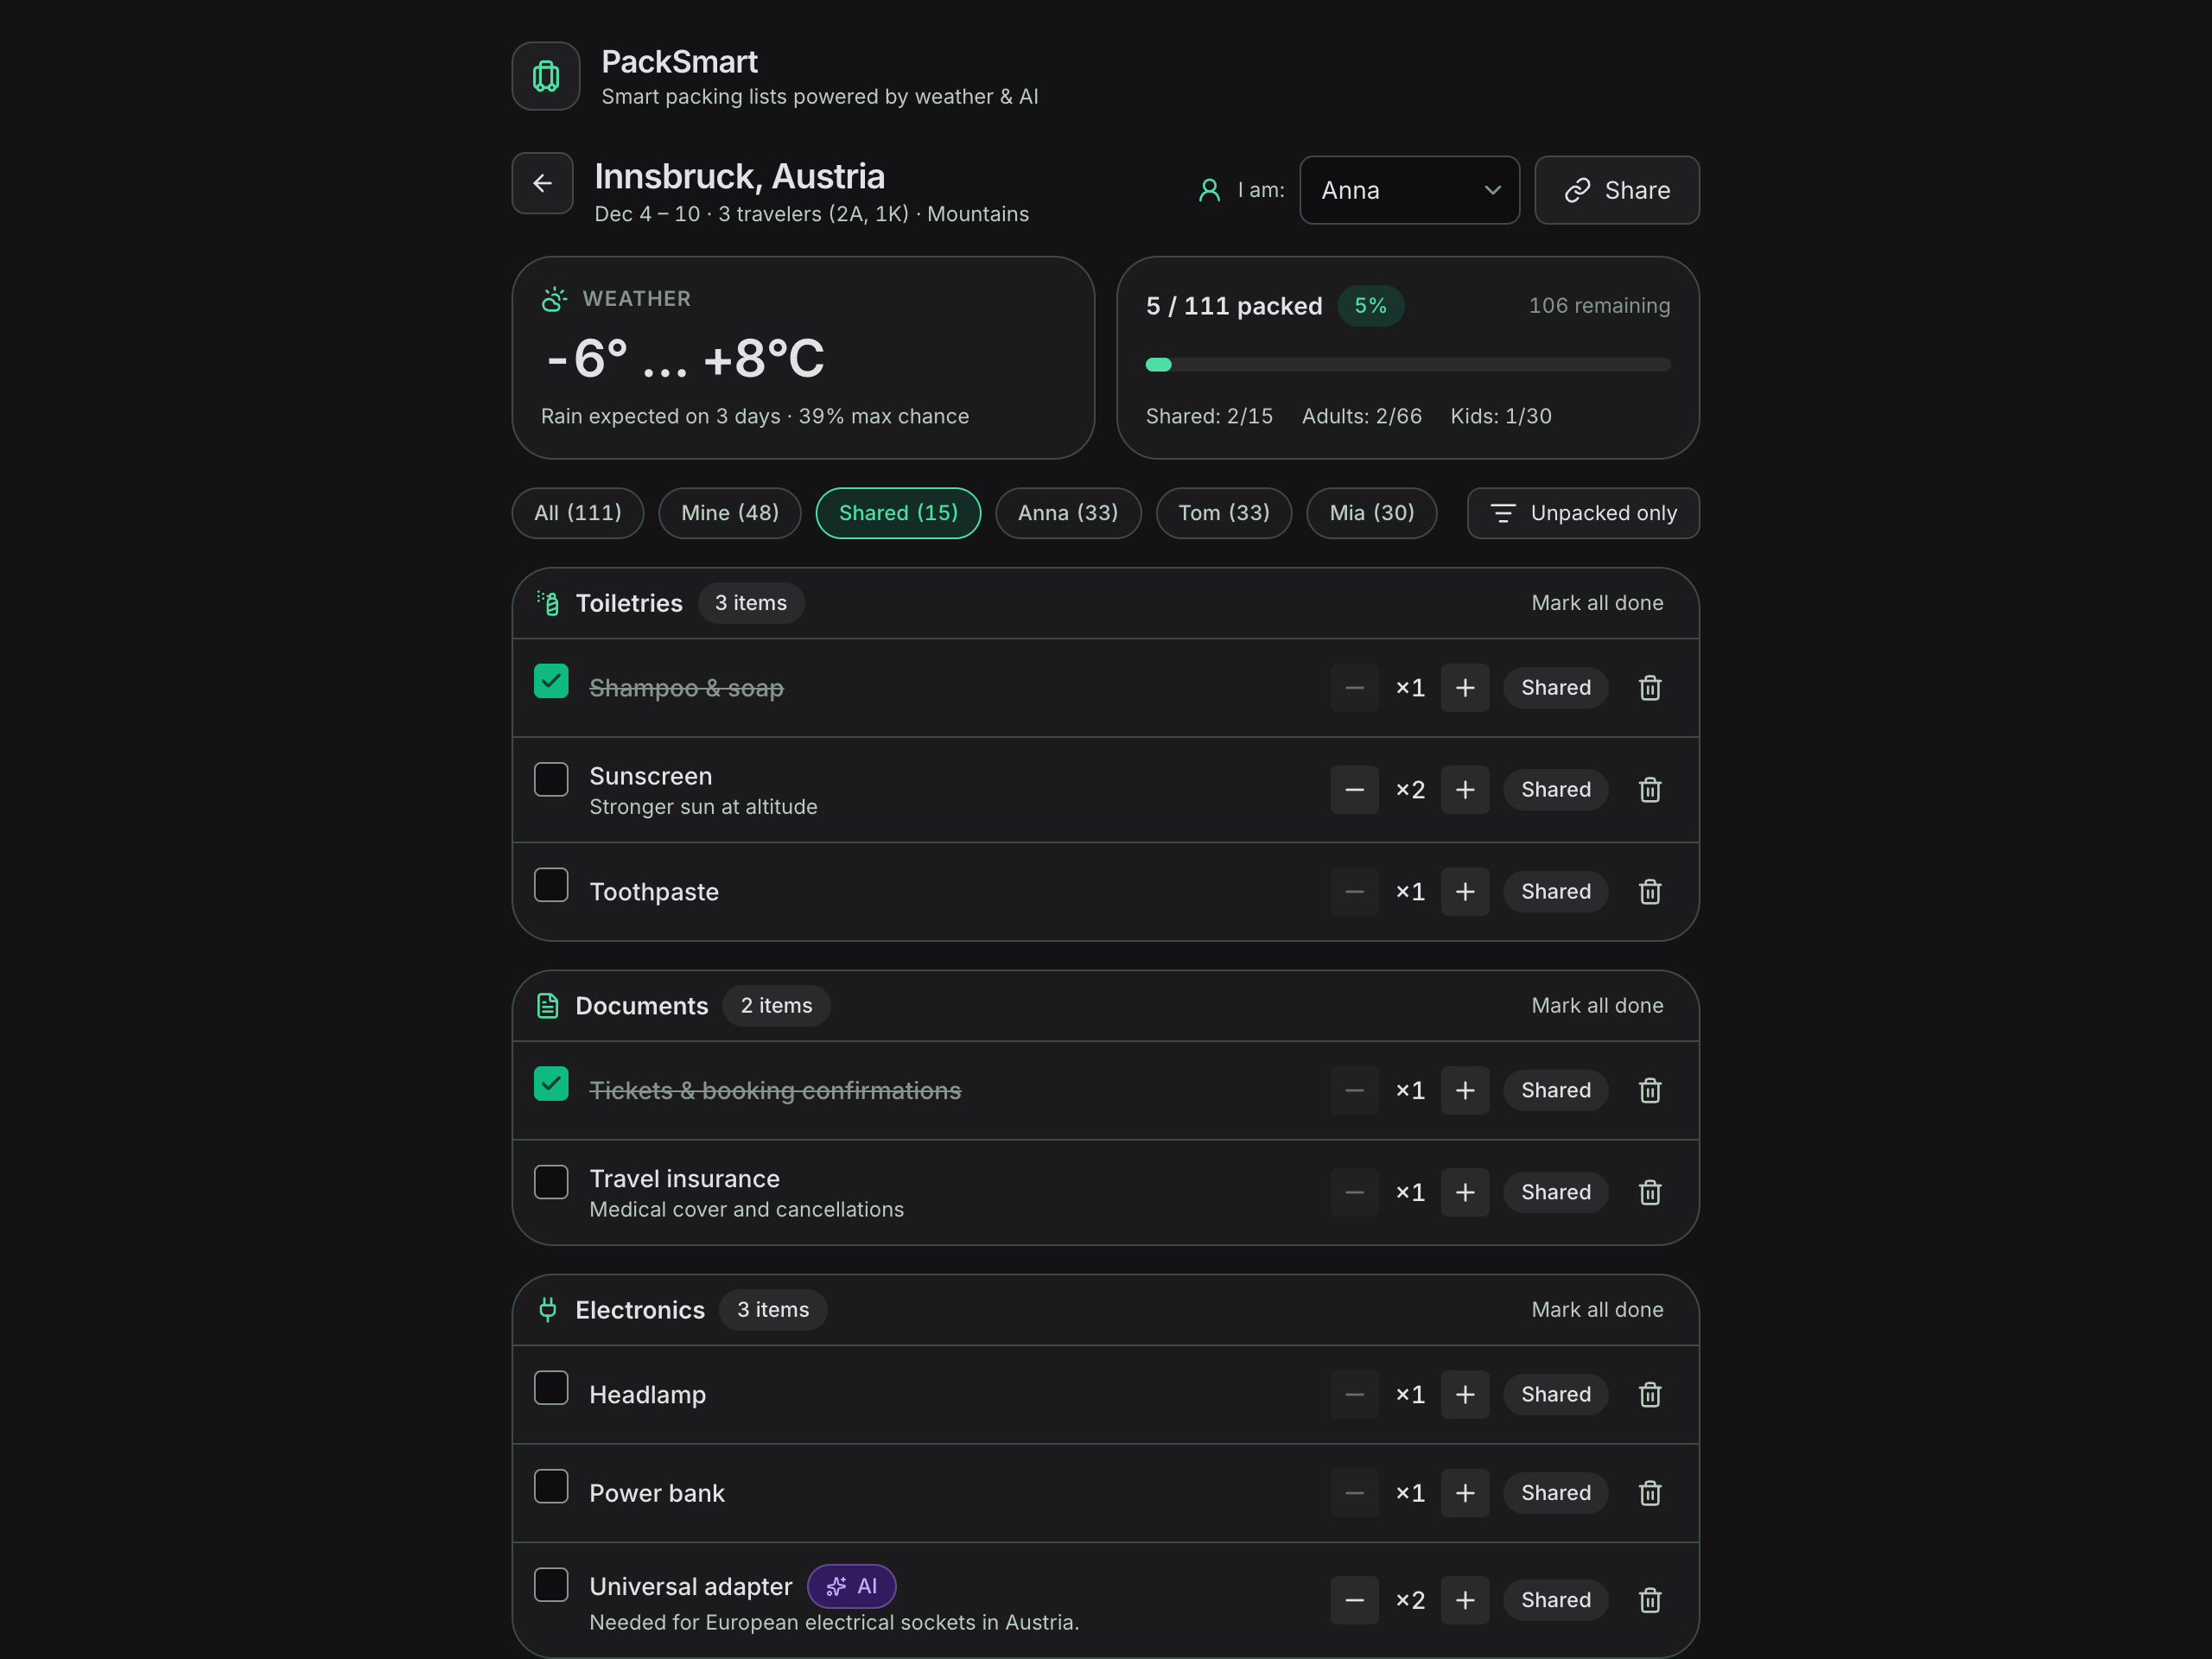 PackSmart
Smart packing lists powered by weather & AI
Innsbruck, Austria
Dec 4 – 10 · 3 travelers (2A, 1K) · Mountains
I am:
Anna
Share
WEATHER
-6° … +8°C
Rain expected on 3 days · 39% max chance
5 / 111 packed
5%
106 remaining
Shared: 2/15
Adults: 2/66
Kids: 1/30
All (111)
Mine (48)
Shared (15)
Anna (33)
Tom (33)
Mia (30)
Unpacked only
Toiletries
3 items
Mark all done
Shampoo & soap
×1
Shared
Sunscreen
Stronger sun at altitude
×2
Shared
Toothpaste
×1
Shared
Documents
2 items
Mark all done
Tickets & booking confirmations
×1
Shared
Travel insurance
Medical cover and cancellations
×1
Shared
Electronics
3 items
Mark all done
Headlamp
×1
Shared
Power bank
×1
Shared
Universal adapter
AI
Needed for European electrical sockets in Austria.
×2
Shared